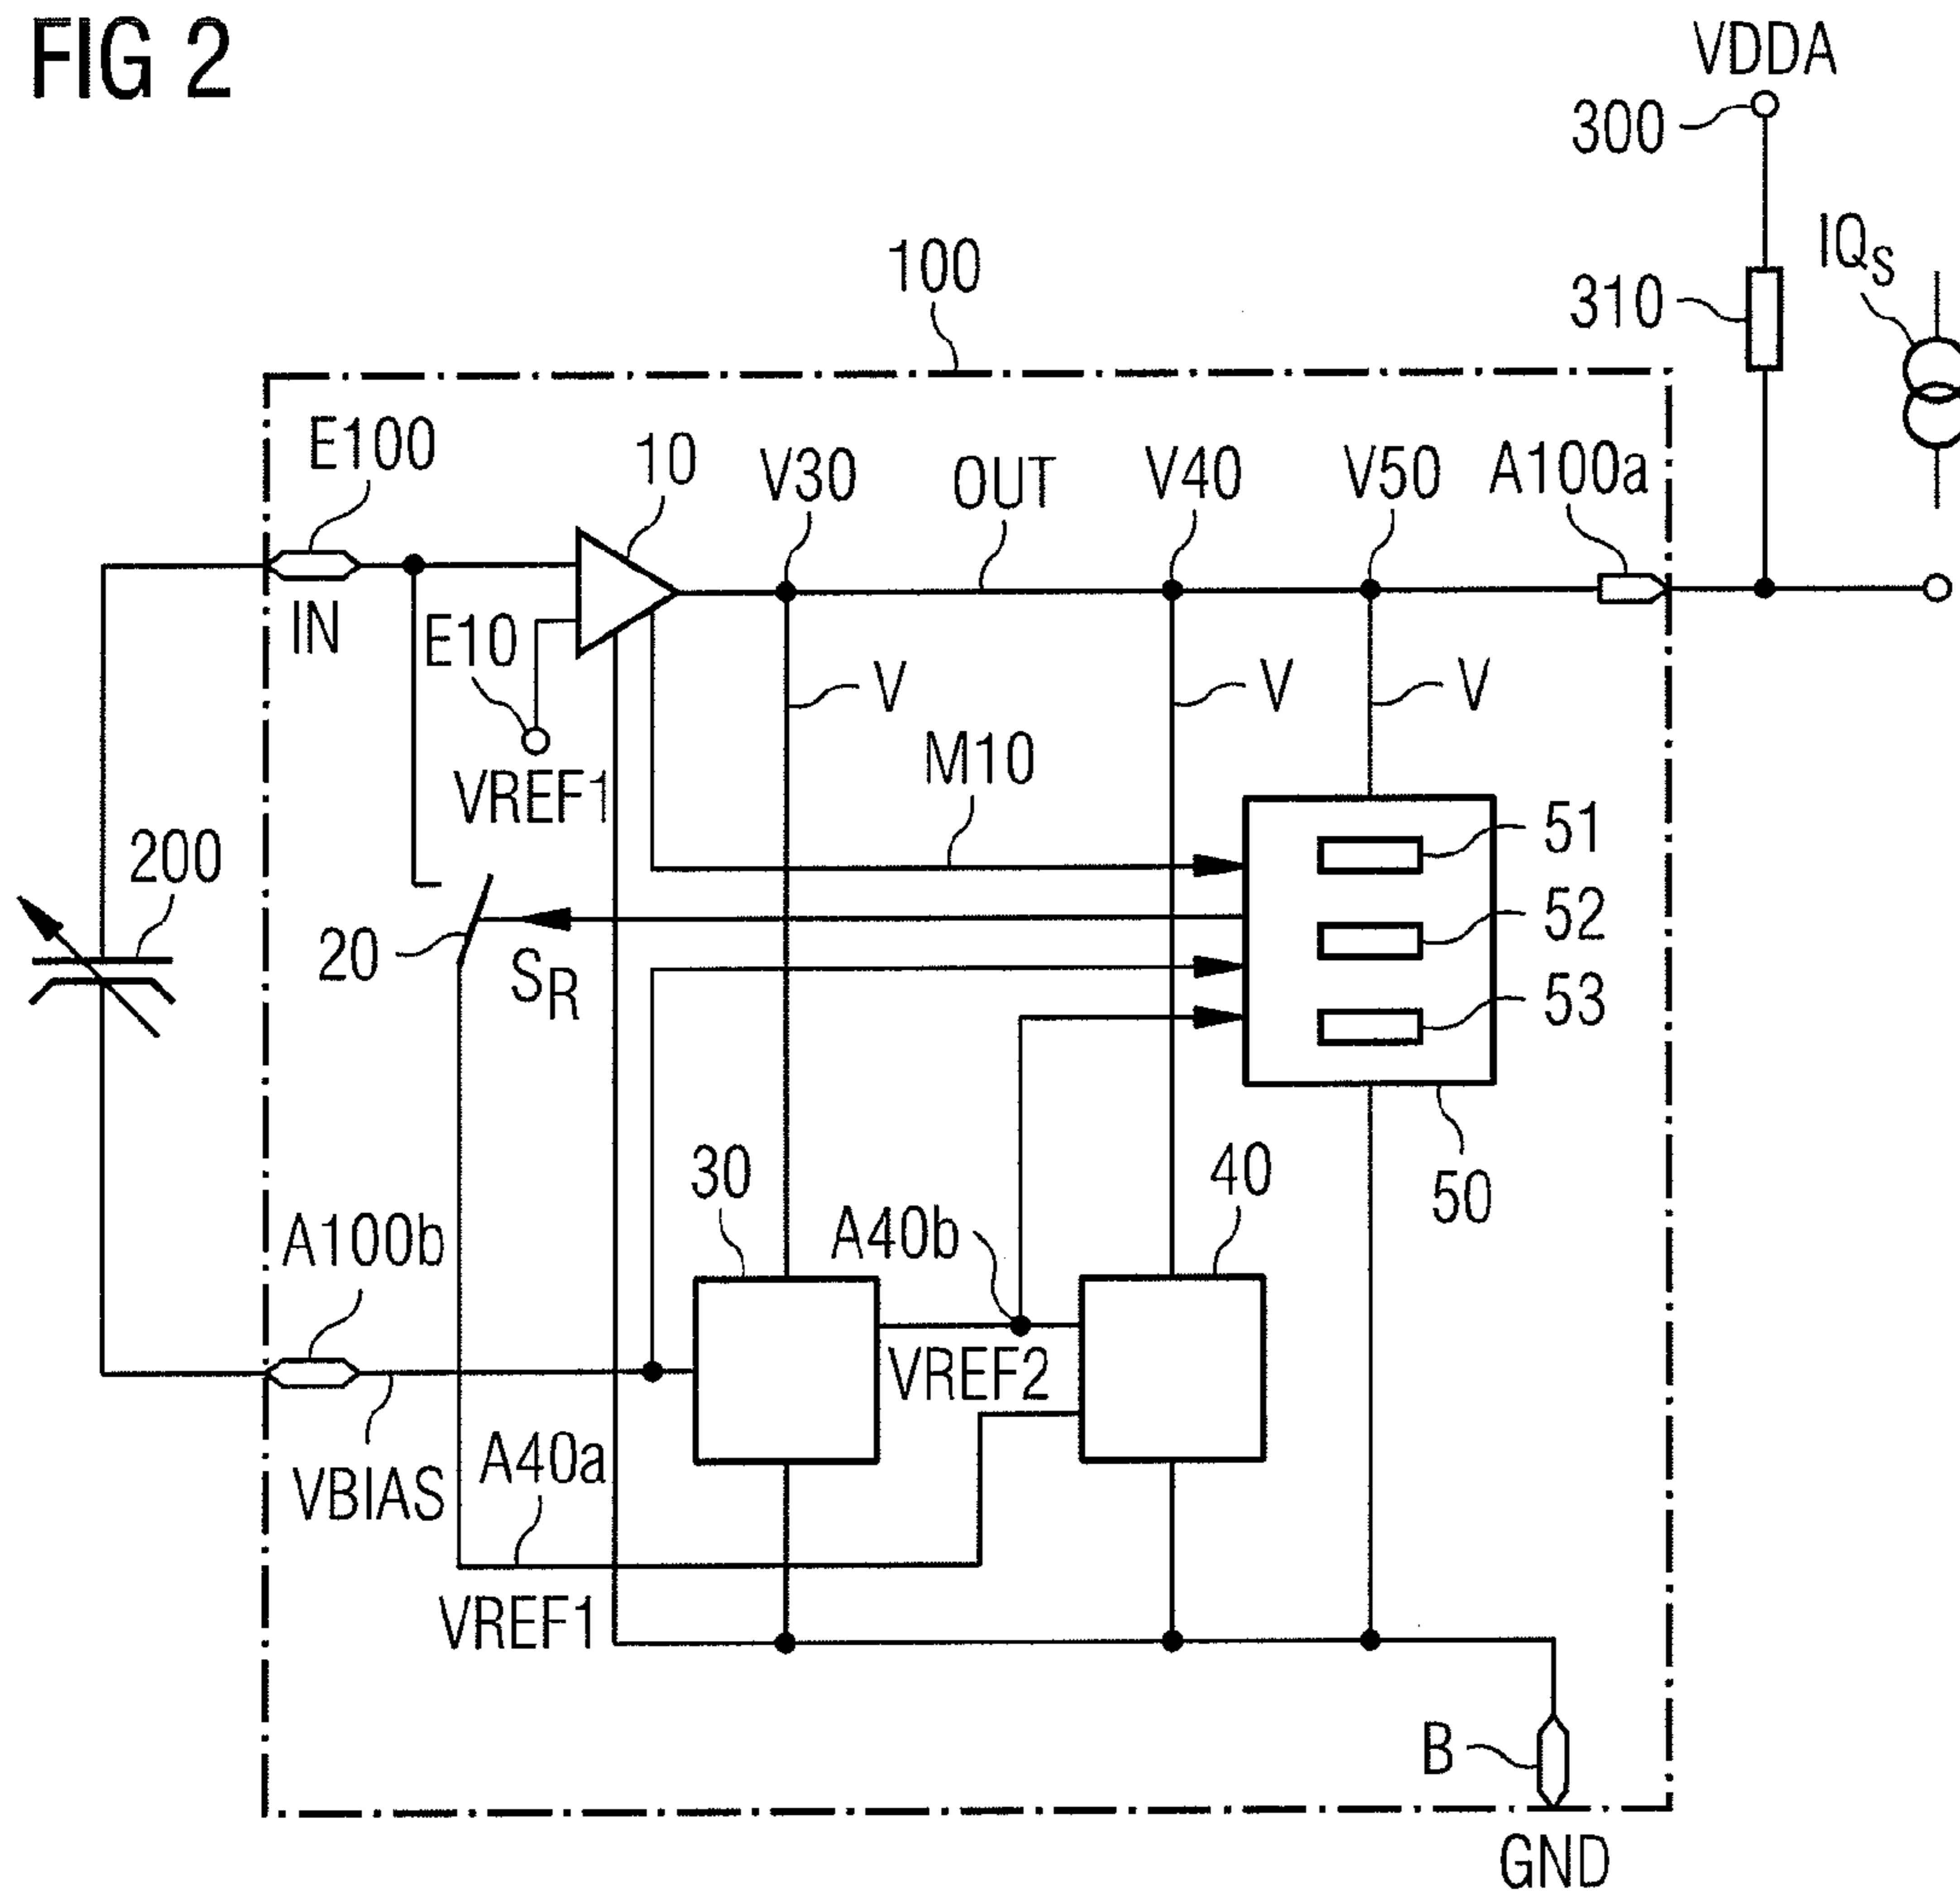 FIG 2
VDDA
300
IQS
100
310
E100
10
V30
OUT
V40
V50
A100a
IN
E10
V
V
V
VREF1
M10
200
51
20
SR
52
53
30
A40b
40
50
A100b
VREF2
VBIAS
A40a
VREF1
B
GND